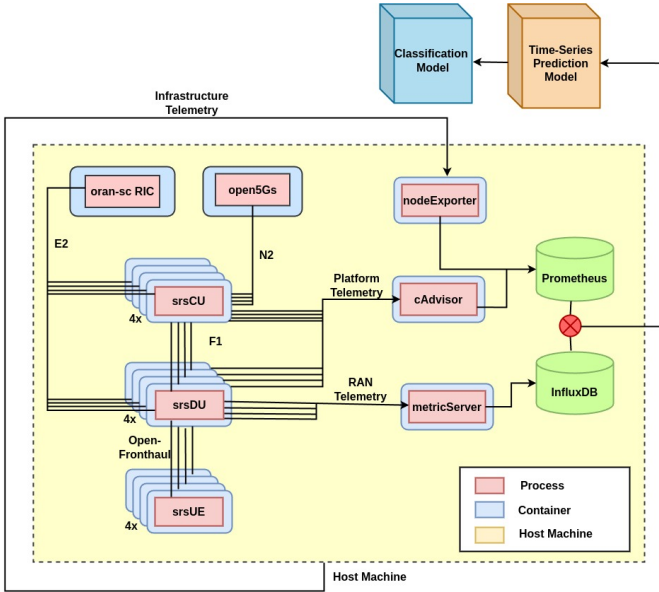 Classification
Model
Time-Series
Prediction
Model
Infrastructure
Telemetry
oran-sc RIC
open5Gs
nodeExporter
E2
N2
Prometheus
Platform
Telemetry
srsCU
cAdvisor
4x
F1
RAN
Telemetry
srsDU
metricServer
InfluxDB
4x
Open-
Fronthaul
srsUE
4x
Process
Container
Host Machine
Host Machine